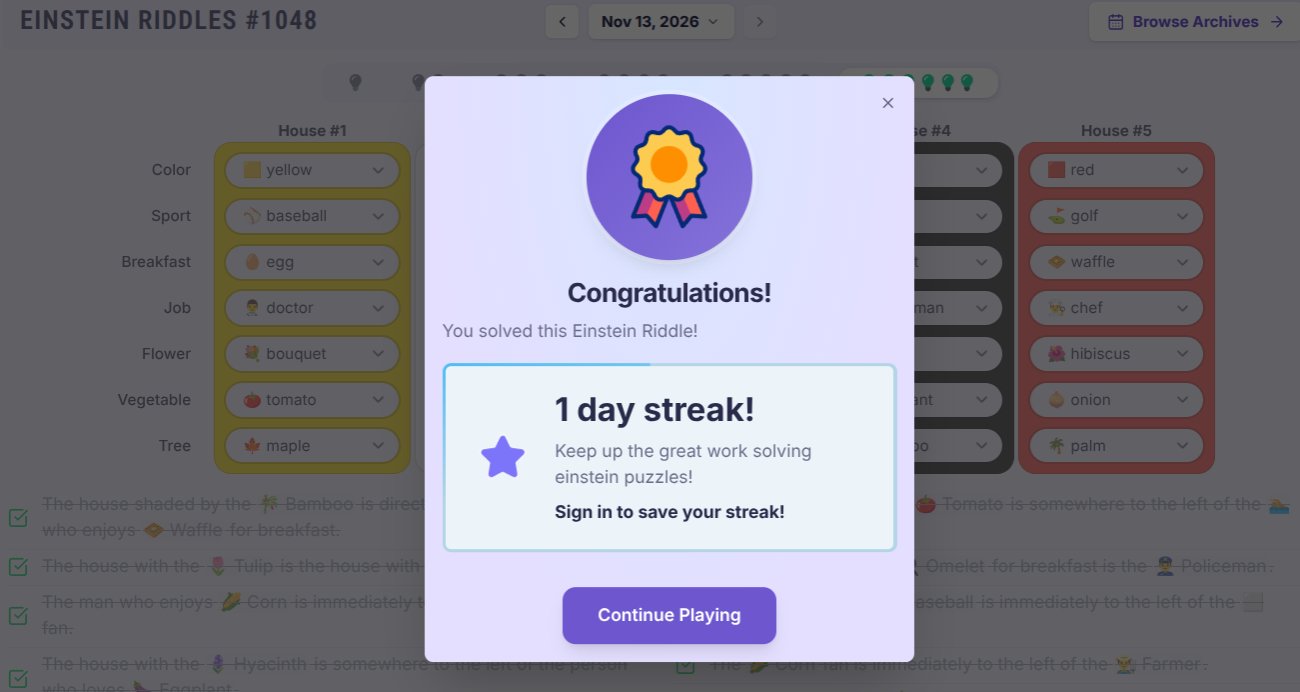 EINSTEIN RIDDLES #1048
Nov 13, 2026
Browse Archives
House #1
se #4
House #5
Color
yellow
red
Sport
baseball
golf
Breakfast
egg
t
waffle
Job
doctor
man
chef
Flower
bouquet
hibiscus
Vegetable
tomato
ant
onion
Tree
maple
oo
palm
Congratulations!
You solved this Einstein Riddle!
1 day streak!
Keep up the great work solving
einstein puzzles!
Sign in to save your streak!
Continue Playing
The house shaded by the Bamboo is direct
who enjoys Waffle for breakfast.
Tomato is somewhere to the left of the
The house with the Tulip is the house with
Omelet for breakfast is the Policeman.
The man who enjoys Corn is immediately t
fan.
aseball is immediately to the left of the
The house with the Hyacinth is somewhere to the left of the person
who loves Eggplant.
The Corn fan is immediately to the left of the Farmer.